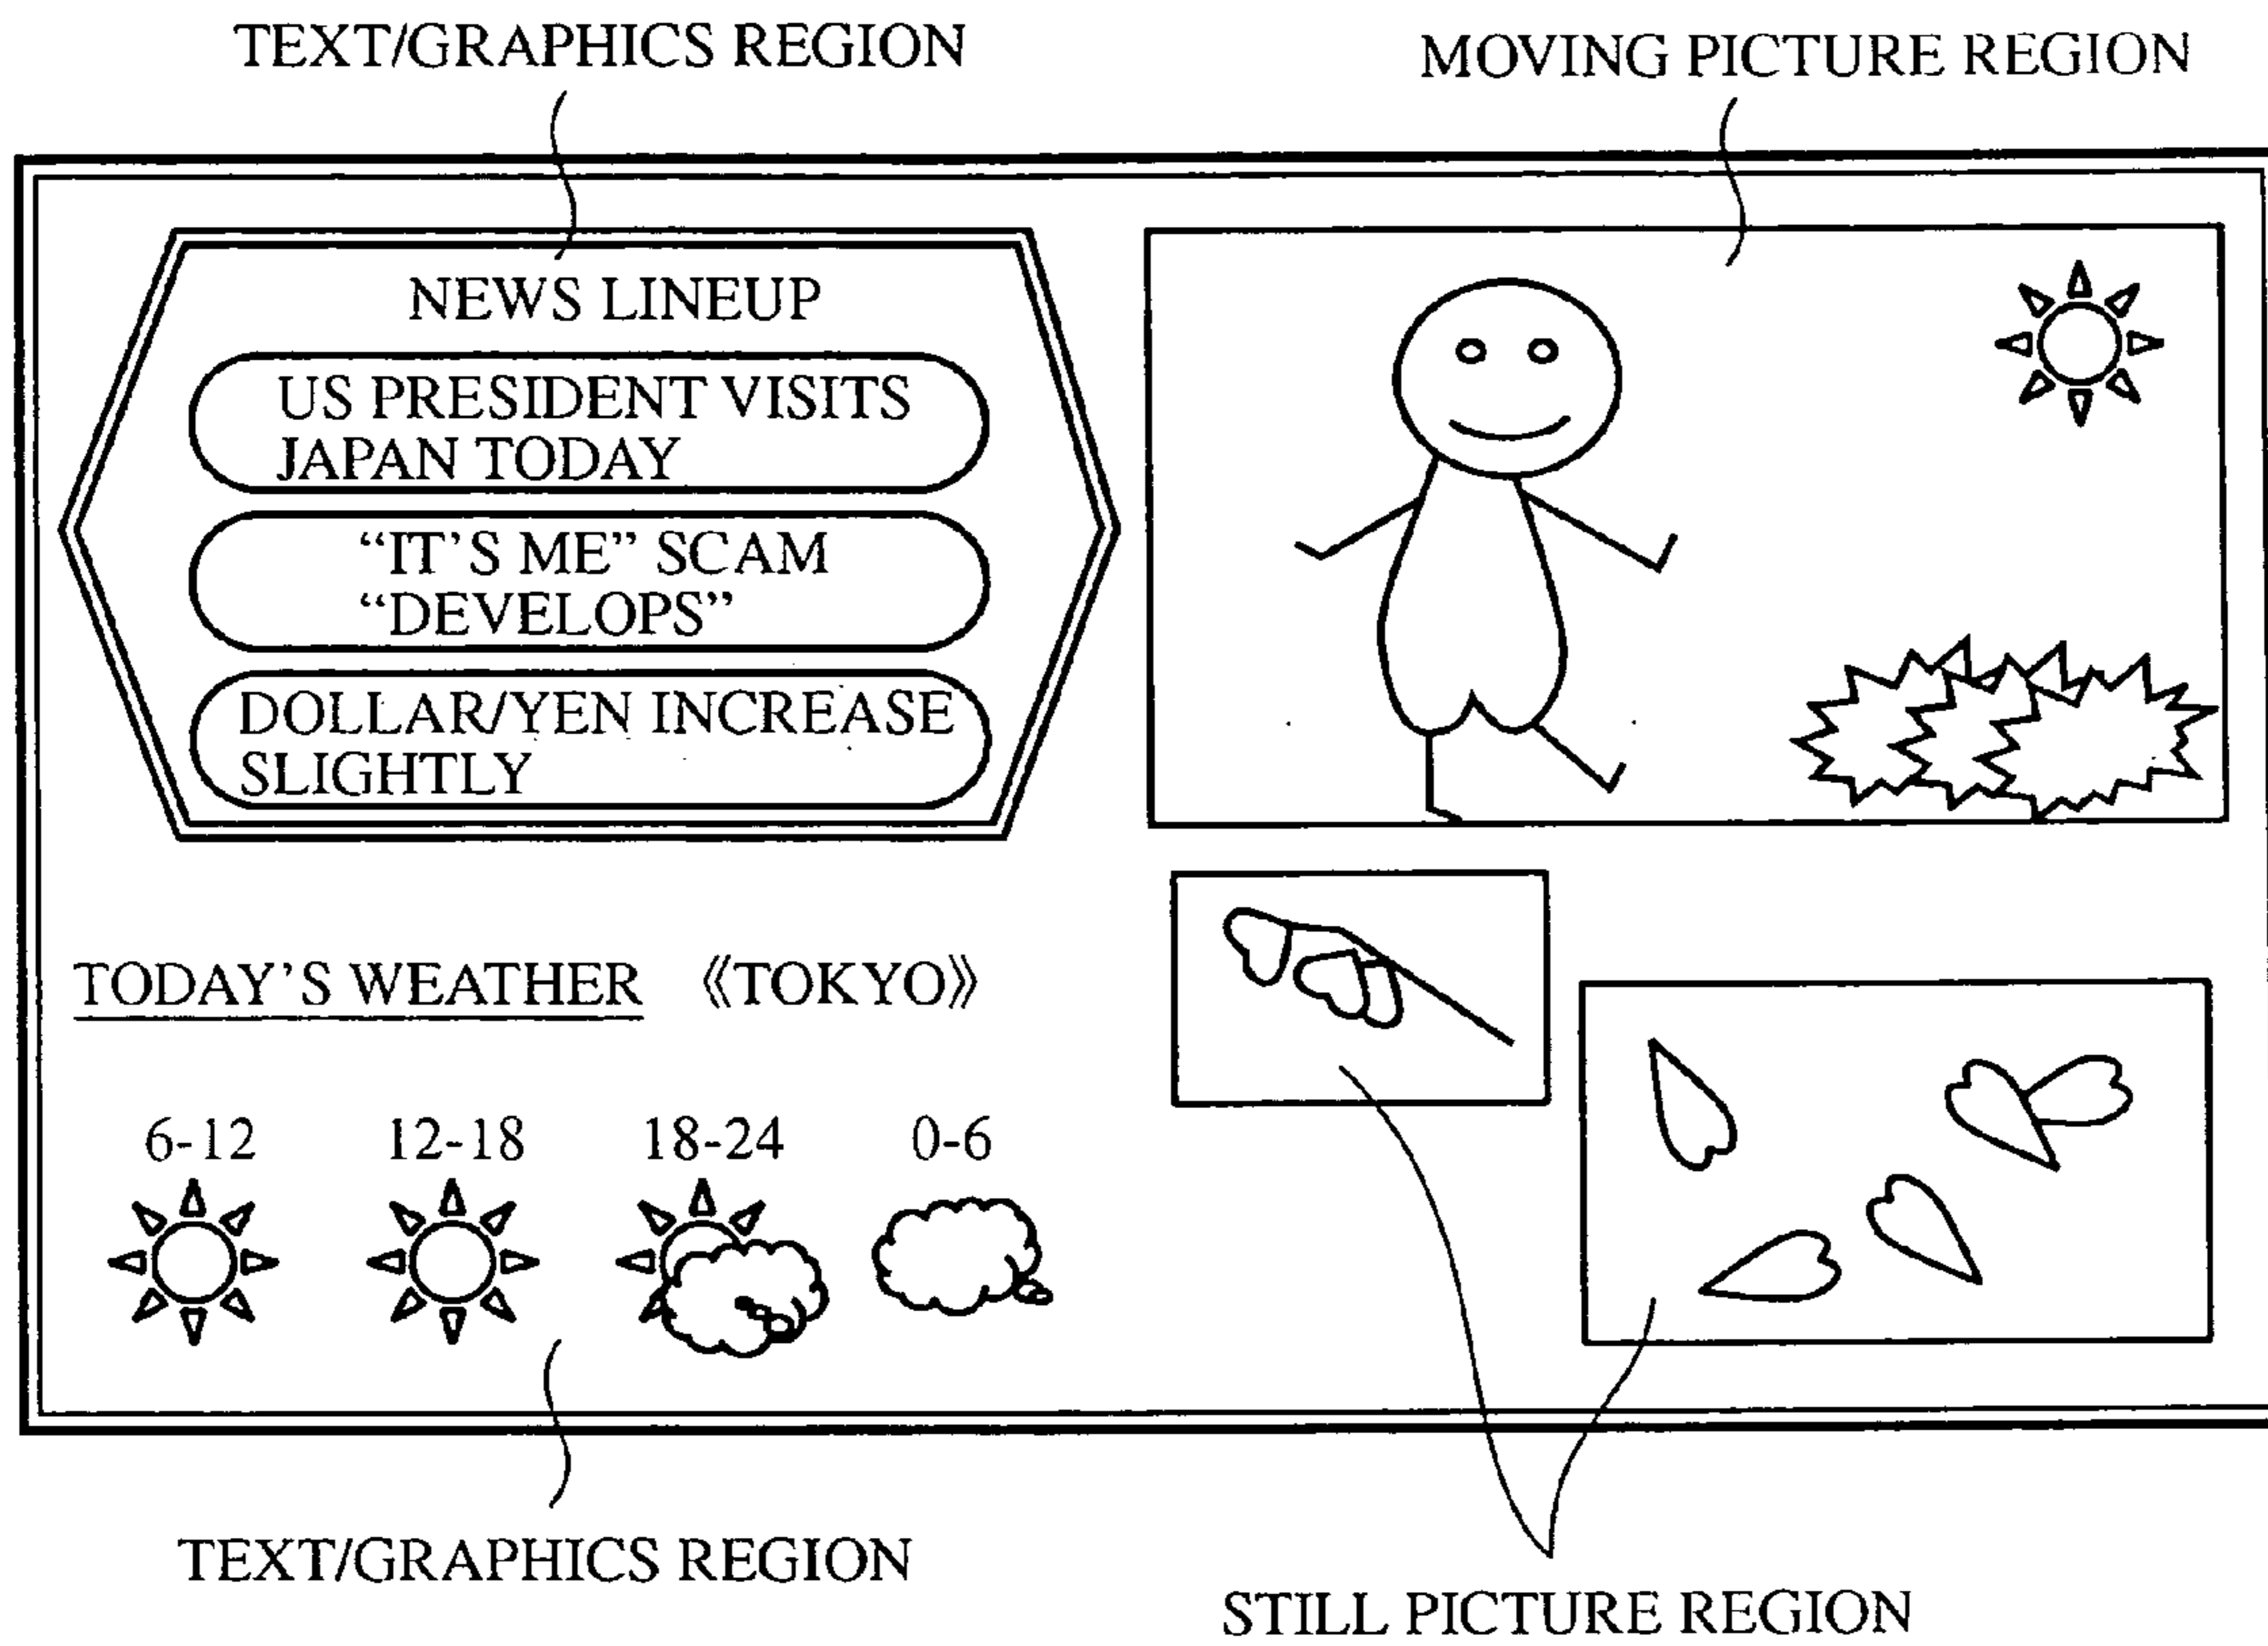 TEXT/GRAPHICS REGION
MOVING PICTURE REGION
NEWS LINEUP
US PRESIDENT VISITS
JAPAN TODAY
“IT’S ME” SCAM
“DEVELOPS”
DOLLAR/YEN INCREASE
SLIGHTLY
TODAY’S WEATHER 《TOKYO》
6-12 12-18 18-24 0-6
TEXT/GRAPHICS REGION
STILL PICTURE REGION